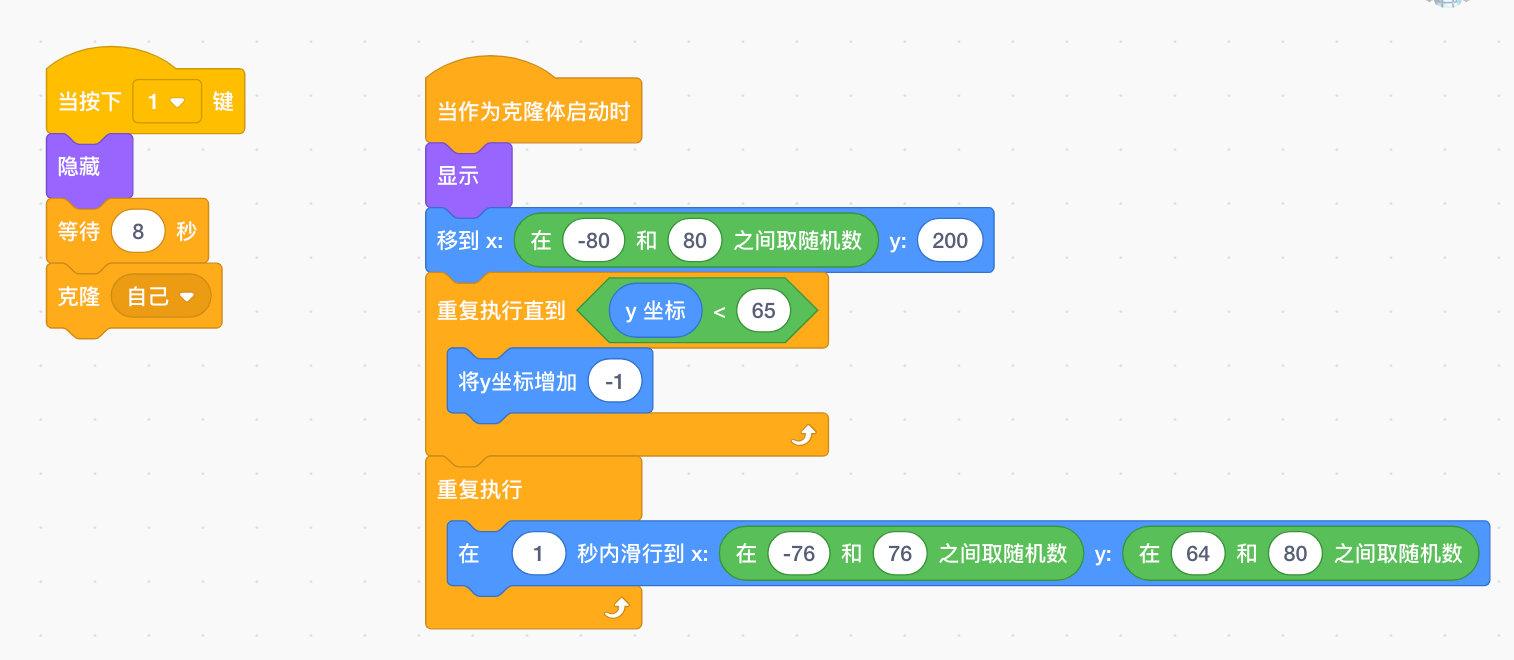 当按下 1 键
隐藏
等待 8 秒
克隆 自己
当作为克隆体启动时
显示
移到 x: 在 -80 和 80 之间取随机数 y: 200
重复执行直到 y 坐标 < 65
将y坐标增加 -1
重复执行
在 1 秒内滑行到 x: 在 -76 和 76 之间取随机数 y: 在 64 和 80 之间取随机数